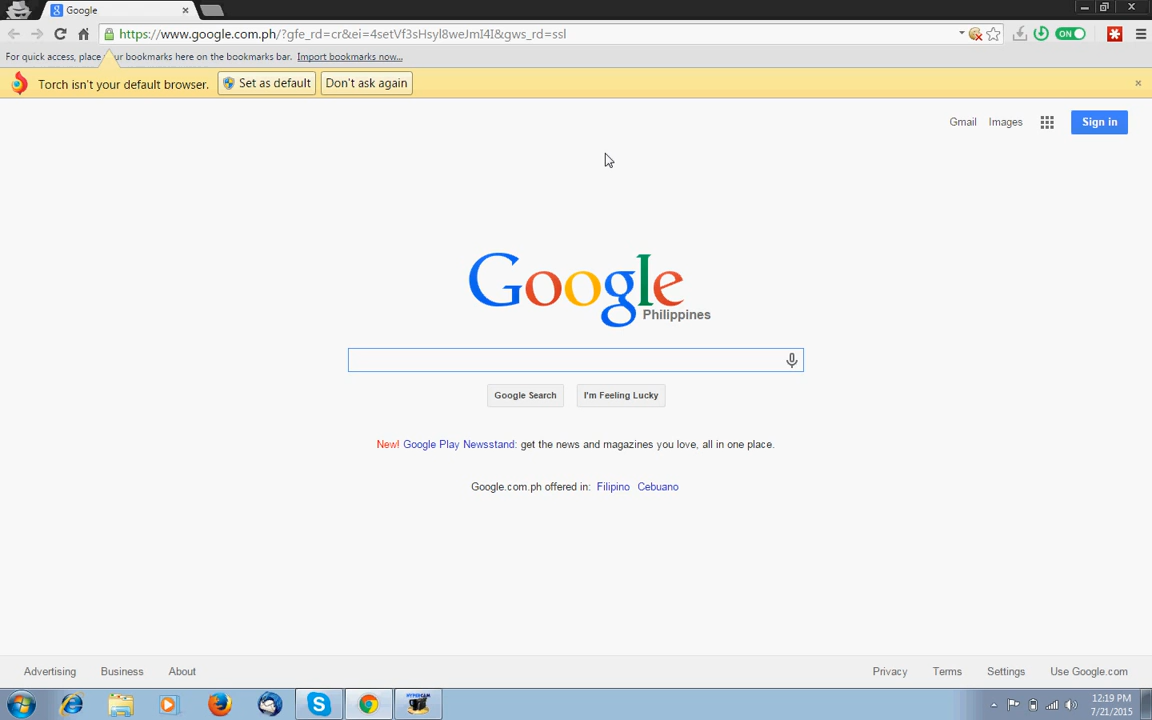 Google
https://www.google.com.ph/?gfe_rd=cr&ei=4setVf3sHsyl8weJmI4I&gws_rd=ssl
ON
For quick access, place ur bookmarks here on the bookmarks bar. Import bookmarks now...
Torch isn't your default browser. Set as default Don't ask again
Gmail Images Sign in
Google
Philippines
Google Search I'm Feeling Lucky
New! Google Play Newsstand: get the news and magazines you love, all in one place.
Google.com.ph offered in: Filipino Cebuano
Advertising Business About Privacy Terms Settings Use Google.com
HYPERCAM
12:19 PM
7/21/2015